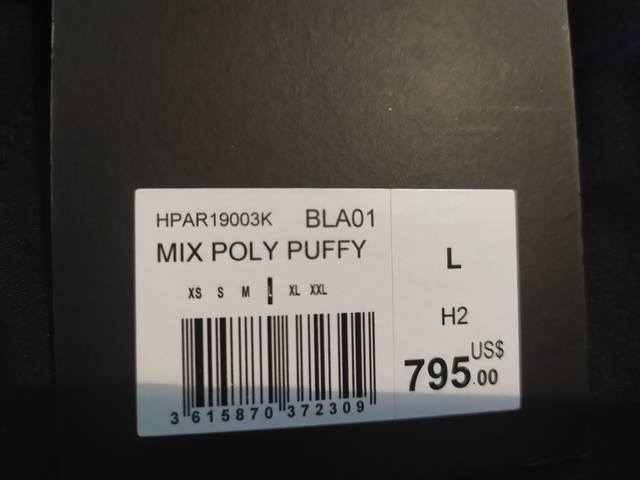 HPAR19003K BLA01
MIX POLY PUFFY
XS S M L XL XXL
3 615870 372309
L
H2
US$
795.00